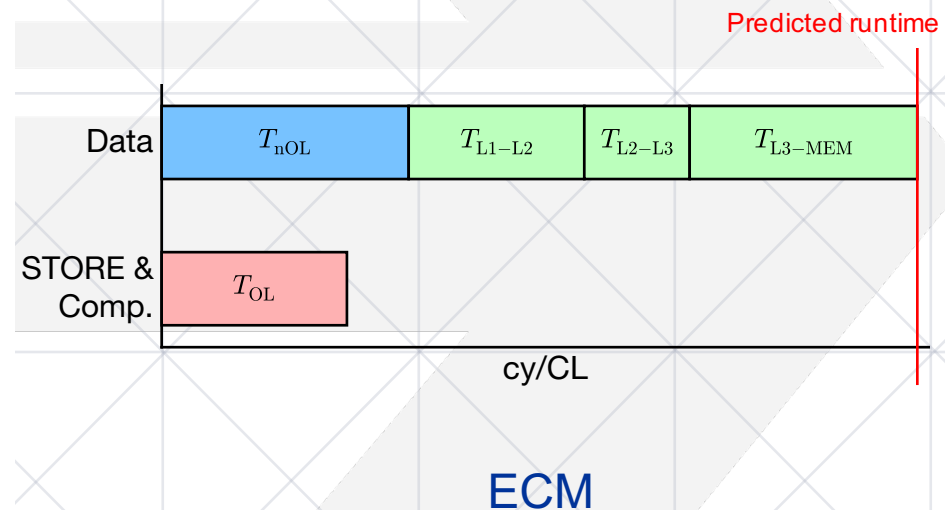 Predicted runtime
Data
T_nOL
T_L1−L2
T_L2−L3
T_L3−MEM
STORE &
Comp.
T_OL
cy/CL
ECM